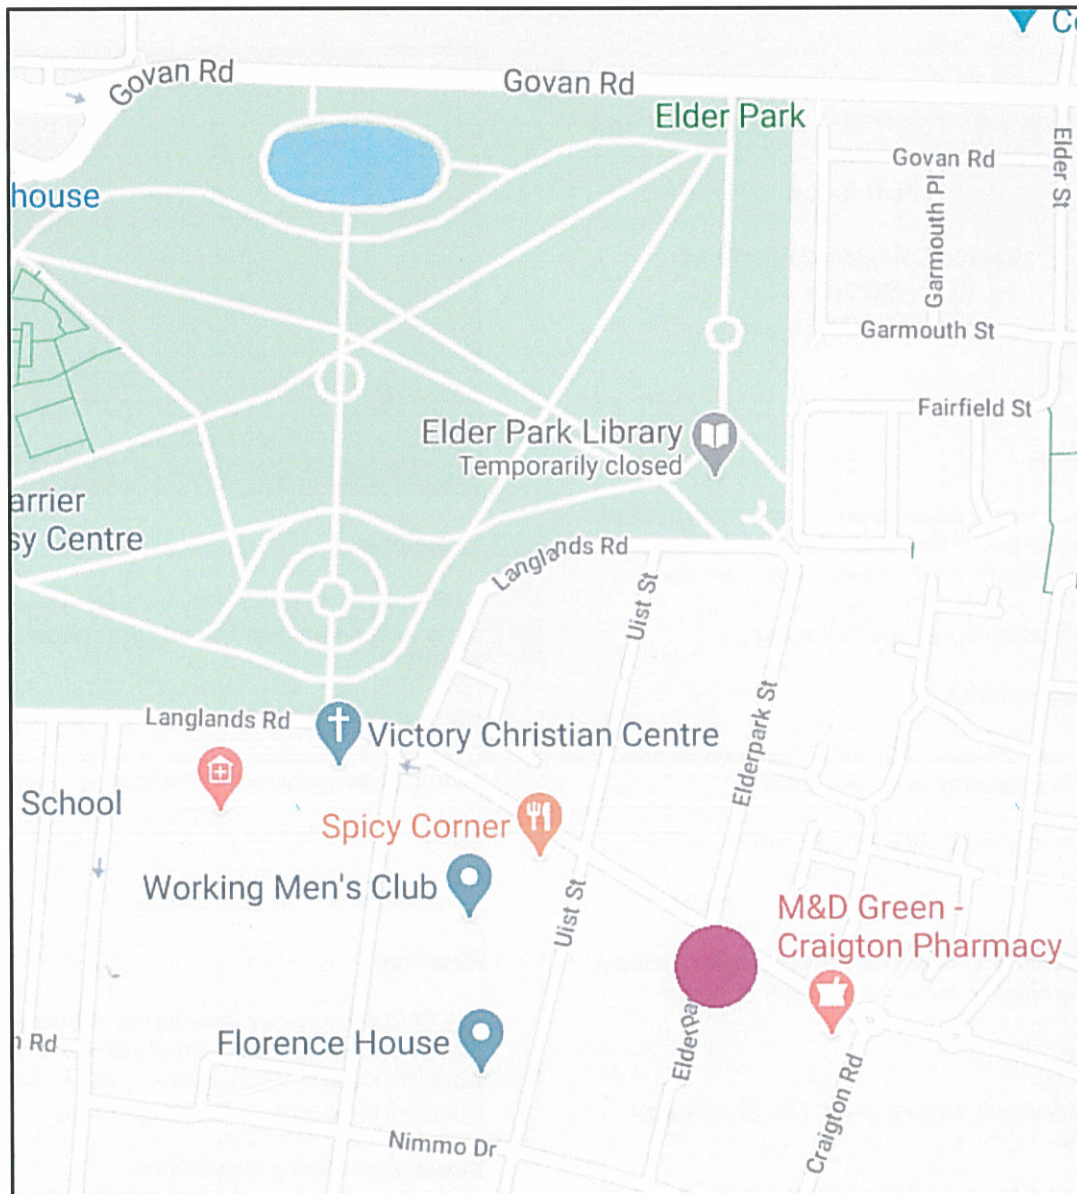 Co
Govan Rd
Govan Rd
Elder Park
Elder St
Govan Rd
house
Garmouth Pl
Garmouth St
Fairfield St
Elder Park Library
Temporarily closed
arrier
sy Centre
Langlands Rd
Uist St
Elderpark St
Langlands Rd
Victory Christian Centre
School
Spicy Corner
Working Men's Club
Uist St
M&D Green -
Craigton Pharmacy
Elderpar
n Rd
Florence House
Craigton Rd
Nimmo Dr